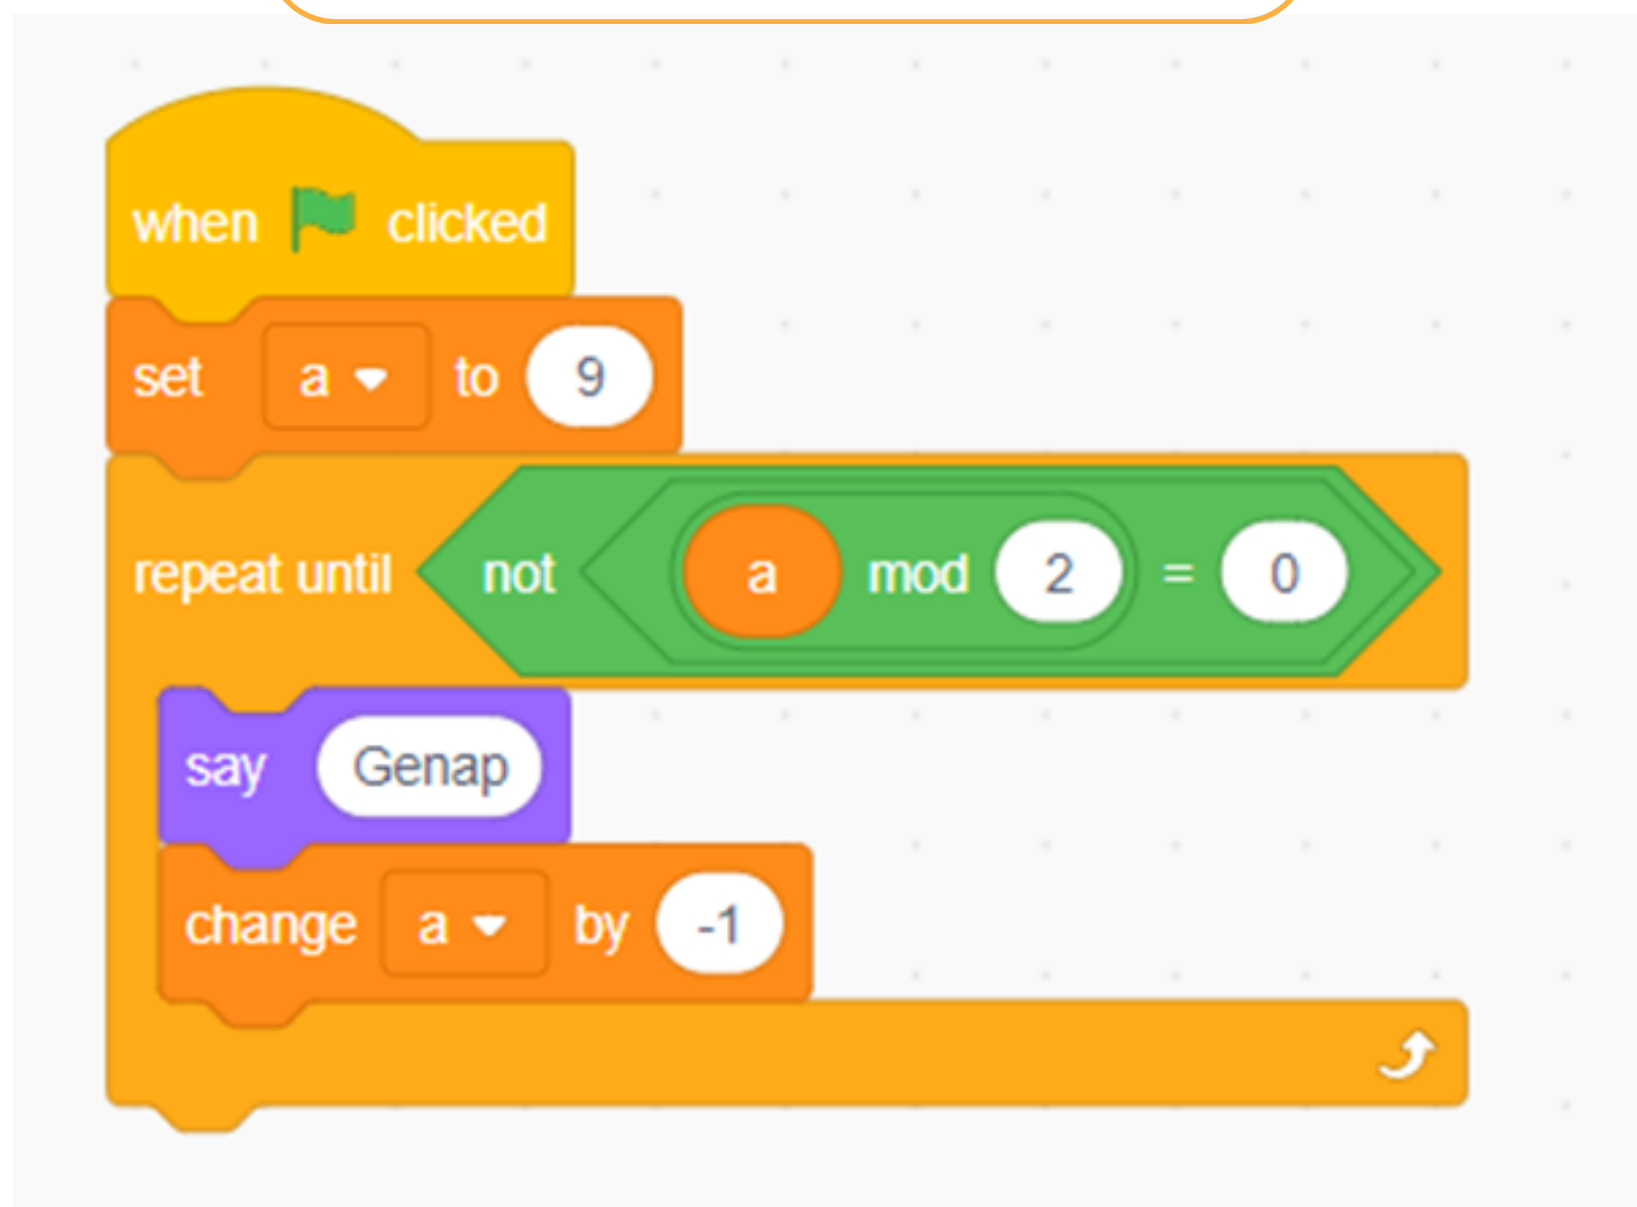 when clicked
set a to 9
repeat until not a mod 2 = 0
say Genap
change a by -1